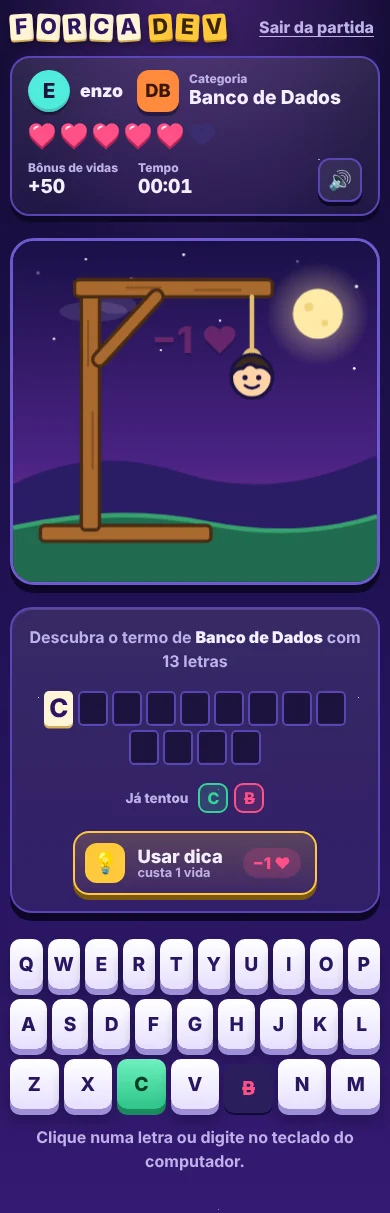 FORCA DEV
Sair da partida
E
enzo
DB
Categoria
Banco de Dados
Bônus de vidas
+50
Tempo
00:01
−1
Descubra o termo de Banco de Dados com
13 letras
C
Já tentou C B
Usar dica
custa 1 vida
−1
Q W E R T Y U I O P
A S D F G H J K L
Z X C V B N M
Clique numa letra ou digite no teclado do
computador.